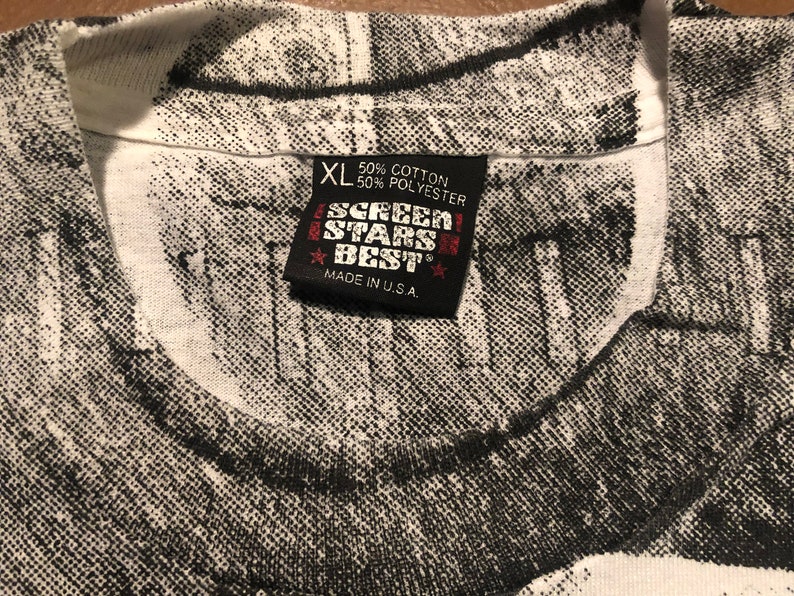 XL 50% COTTON
50% POLYESTER
SCREEN
STARS
BEST®
MADE IN U.S.A.